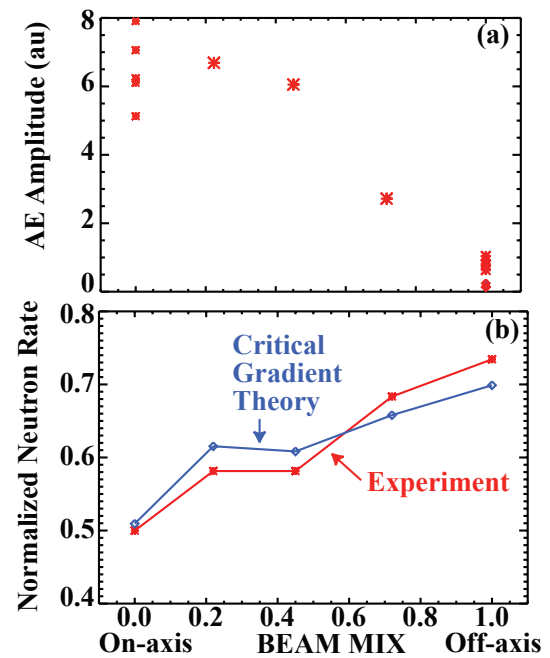 (a)
AE Amplitude (au)
8
6
4
2
0
(b)
Normalized Neutron Rate
0.8
0.7
0.6
0.5
0.4
Critical
Gradient
Theory
Experiment
0.0 0.2 0.4 0.6 0.8 1.0
On-axis BEAM MIX Off-axis